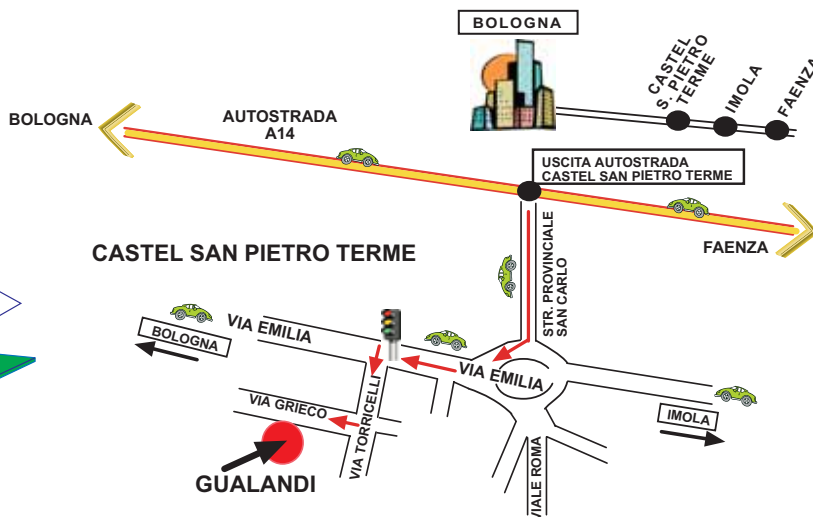 BOLOGNA
CASTEL
S. PIETRO
TERME
IMOLA
FAENZA
BOLOGNA
AUTOSTRADA
A14
USCITA AUTOSTRADA
CASTEL SAN PIETRO TERME
FAENZA
CASTEL SAN PIETRO TERME
STR. PROVINCIALE
SAN CARLO
BOLOGNA
VIA EMILIA
VIA EMILIA
IMOLA
VIA GRIECO
VIA TORRICELLI
GUALANDI
VIALE ROMA